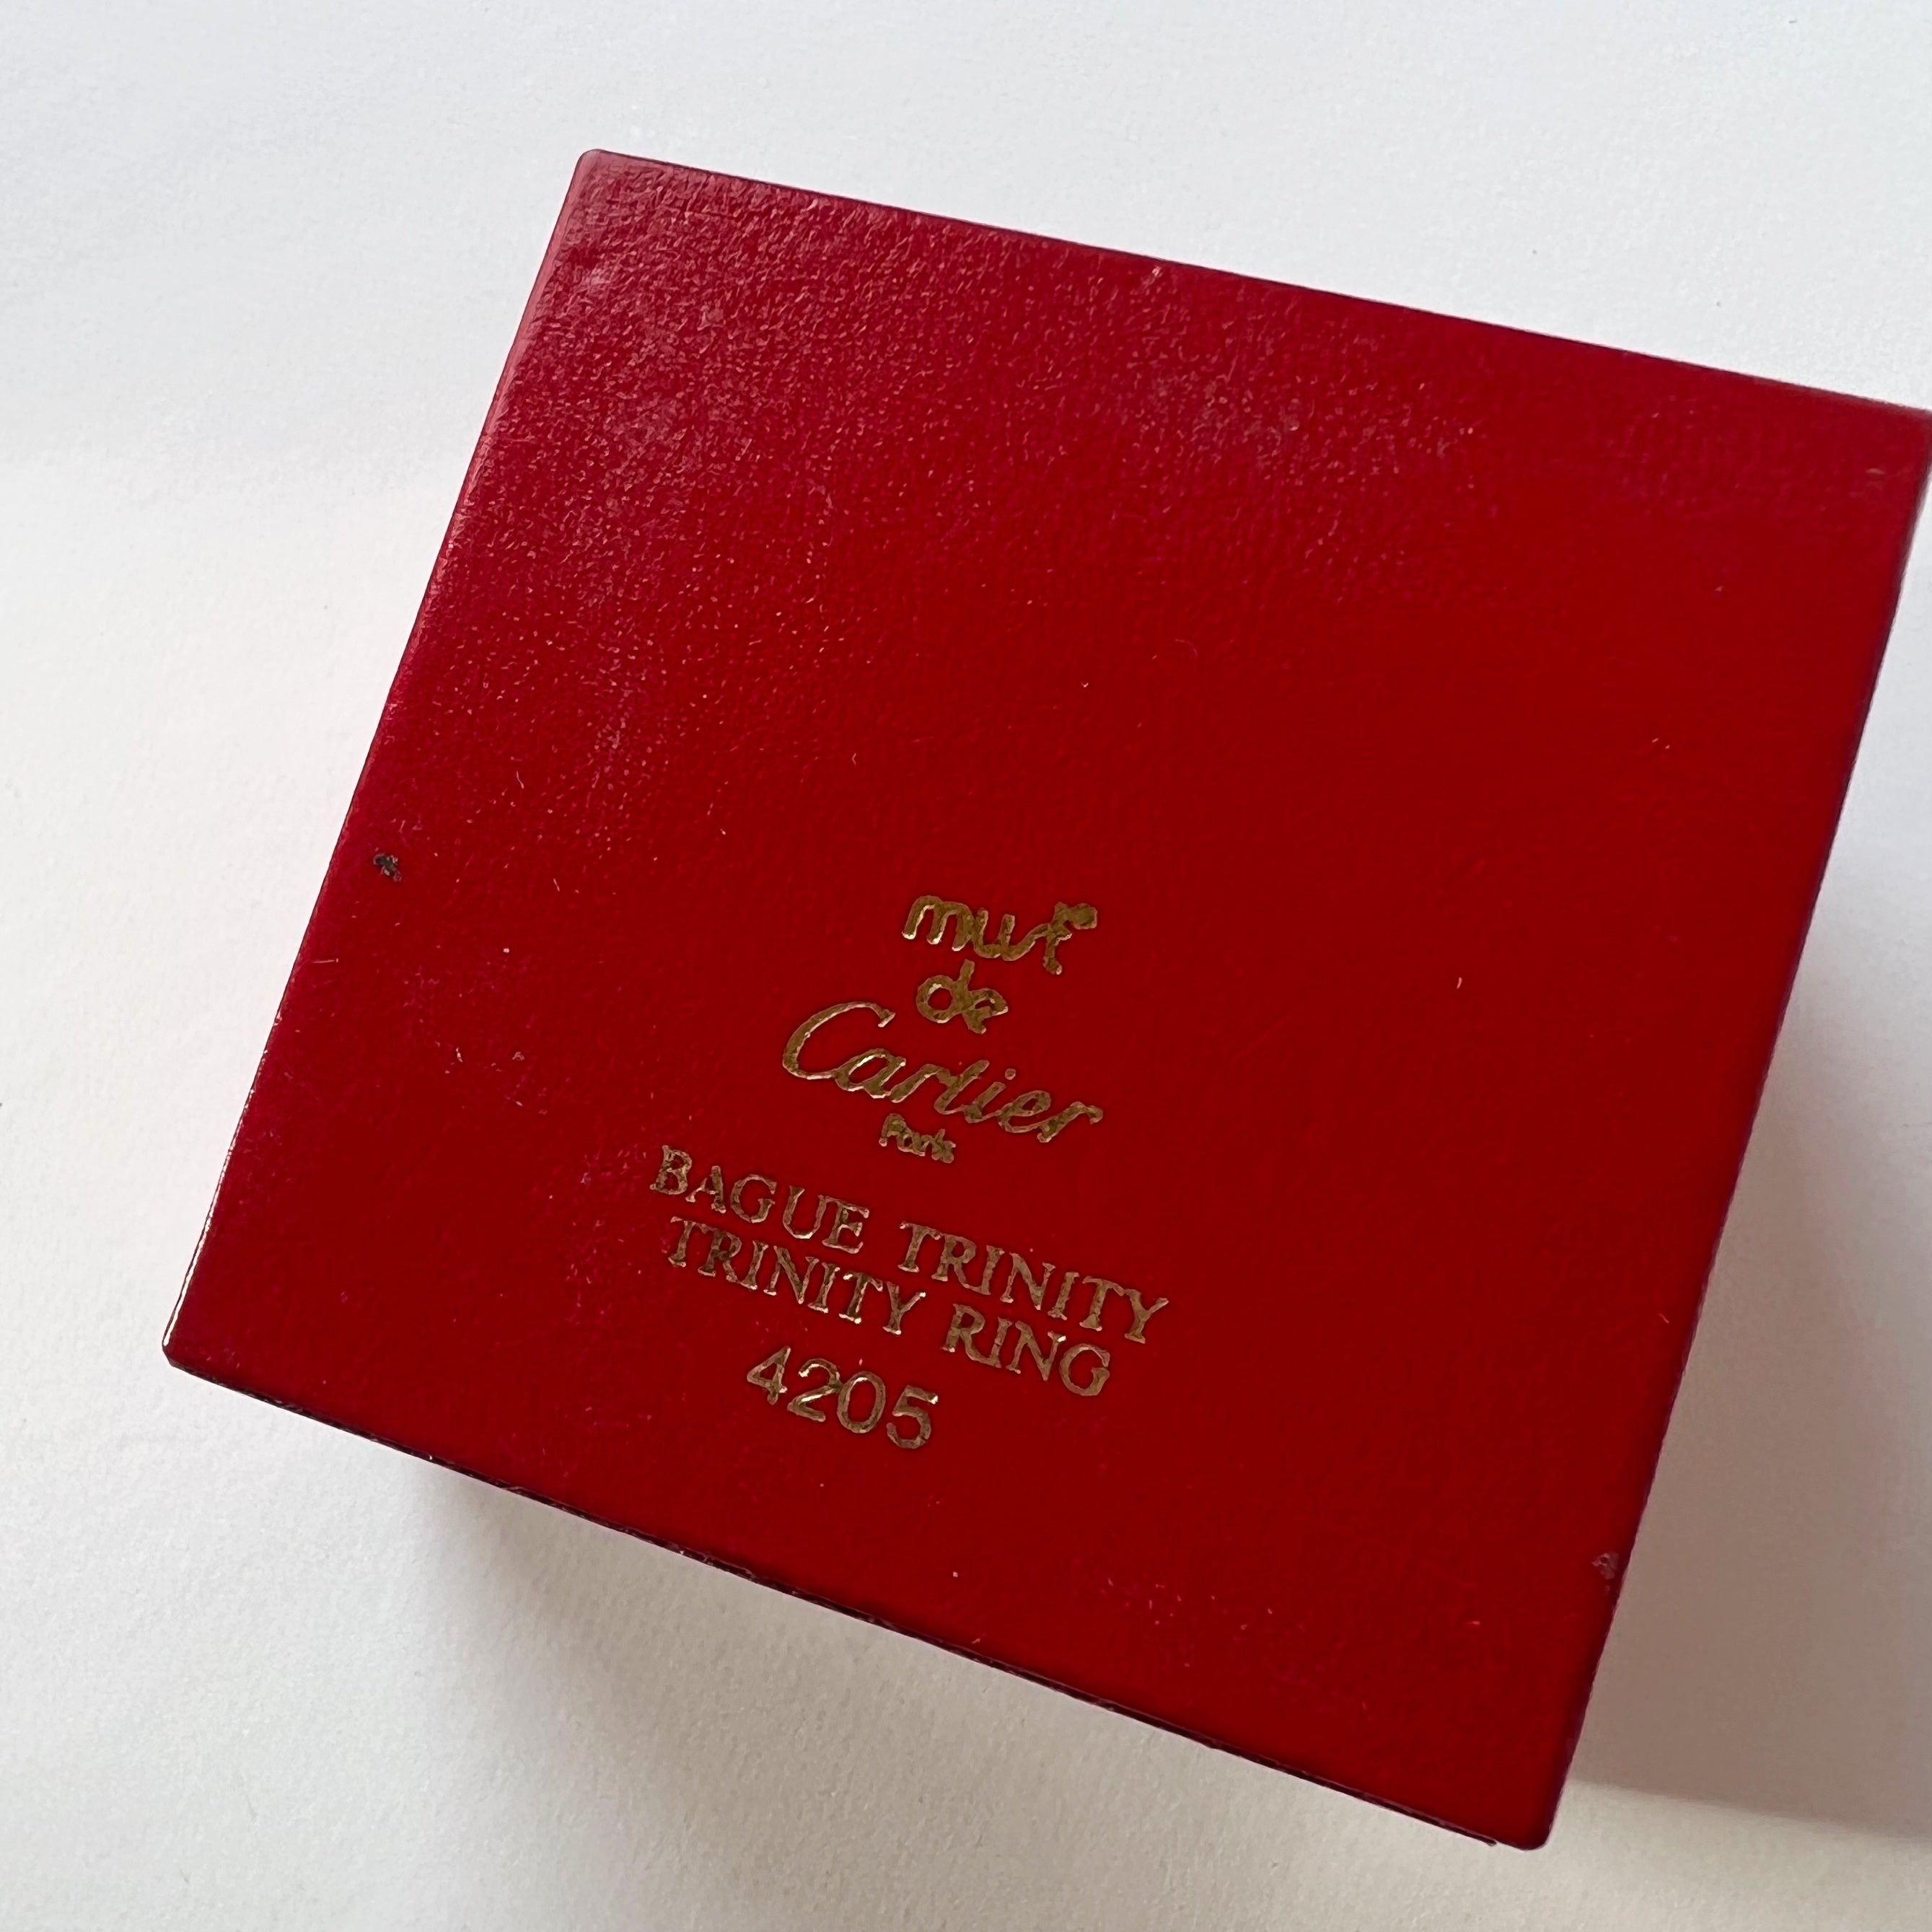 must
de
Cartier
Paris
BAGUE TRINITY
TRINITY RING
4205